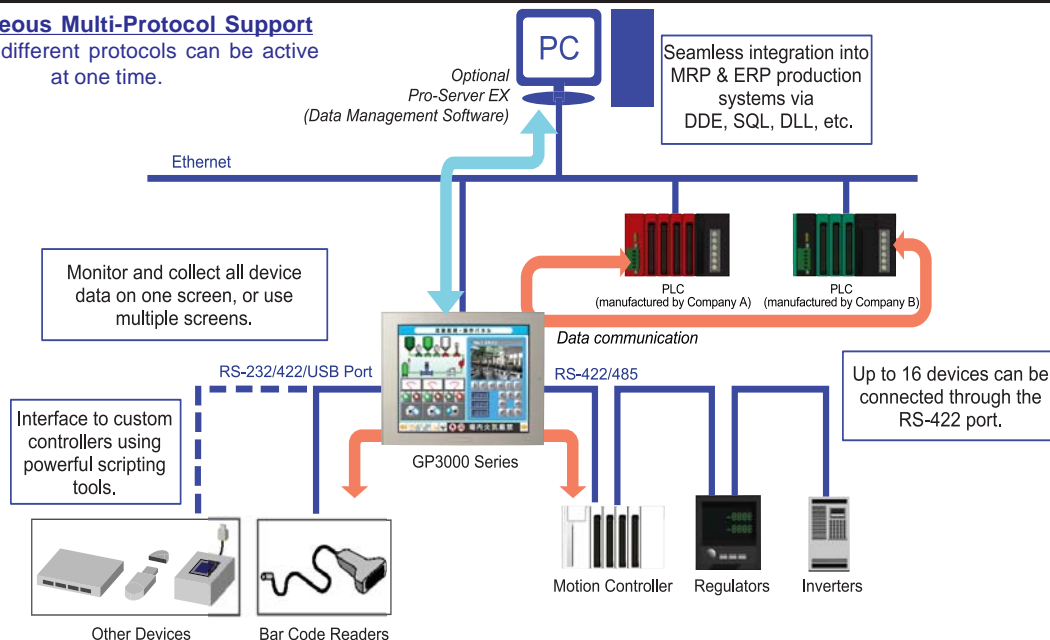 eous Multi-Protocol Support
different protocols can be active
at one time.
PC
Optional
Pro-Server EX
(Data Management Software)
Seamless integration into
MRP & ERP production
systems via
DDE, SQL, DLL, etc.
Ethernet
Monitor and collect all device
data on one screen, or use
multiple screens.
PLC
(manufactured by Company A)
PLC
(manufactured by Company B)
Data communication
RS-232/422/USB Port
RS-422/485
Up to 16 devices can be
connected through the
RS-422 port.
Interface to custom
controllers using
powerful scripting
tools.
GP3000 Series
Motion Controller
Regulators
Inverters
Other Devices
Bar Code Readers